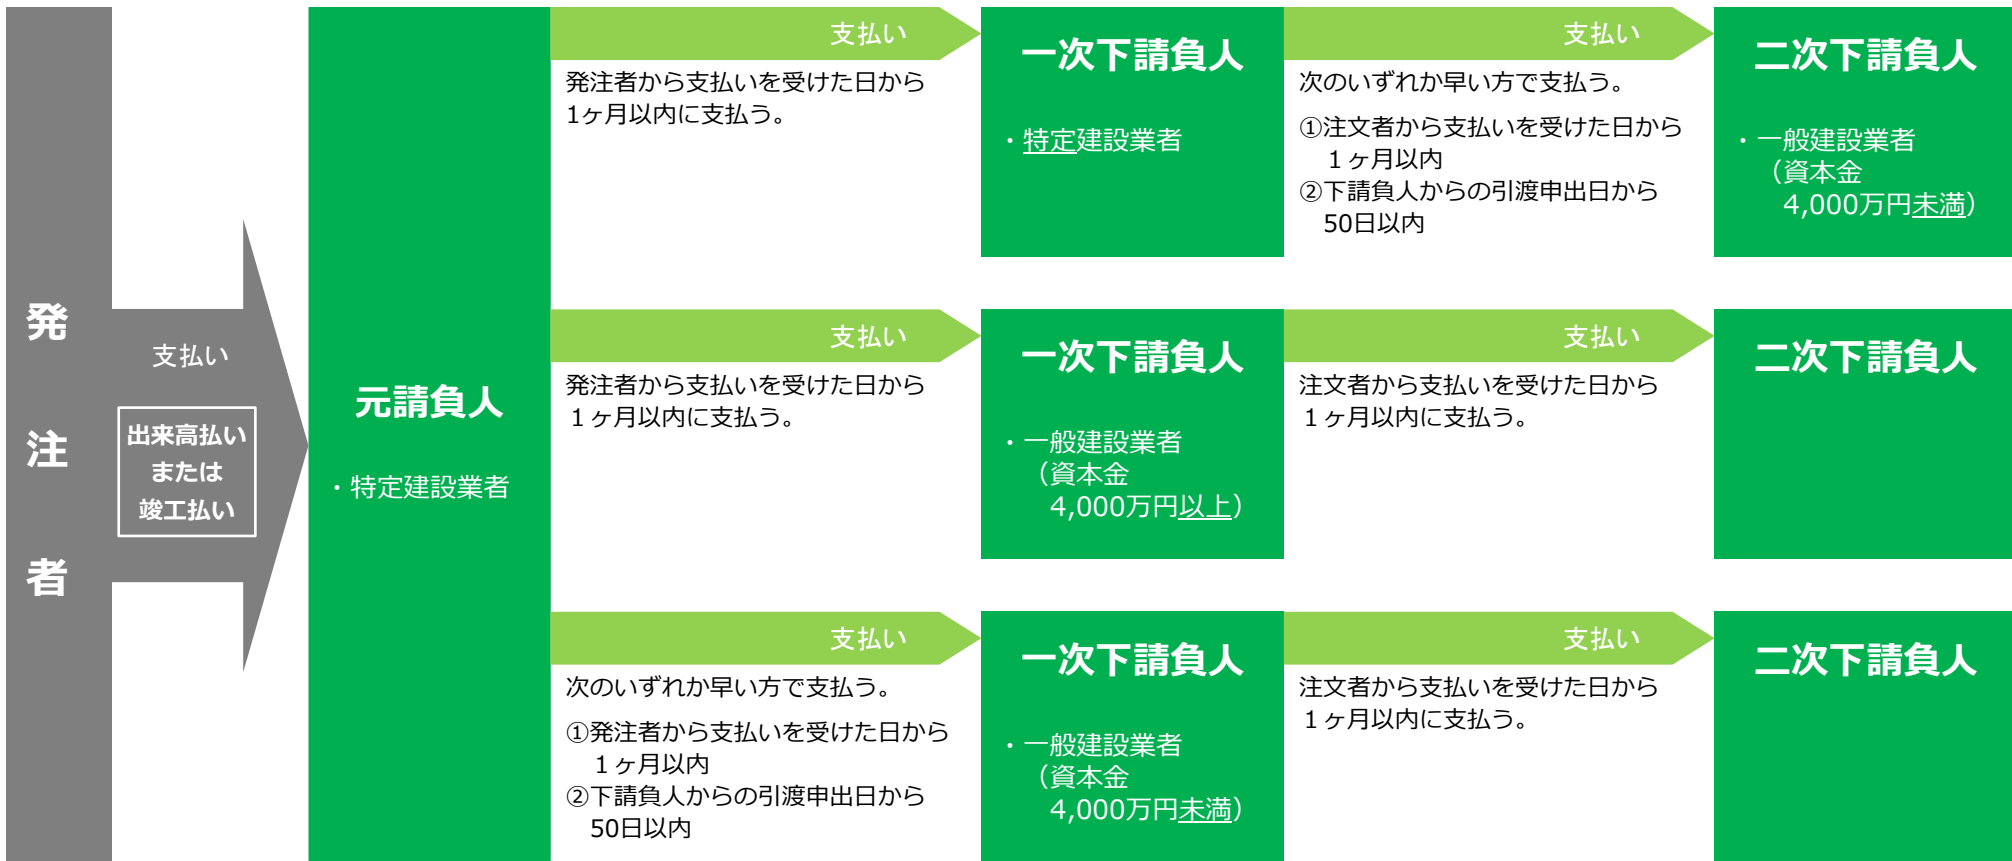 発
注
者
支払い
出来高払い
または
竣工払い
元請負人
・特定建設業者
支払い
発注者から支払いを受けた日から
1ヶ月以内に支払う。
一次下請負人
・特定建設業者
支払い
次のいずれか早い方で支払う。
①注文者から支払いを受けた日から
１ヶ月以内
②下請負人からの引渡申出日から
50日以内
二次下請負人
・一般建設業者
（資本金
4,000万円未満）
支払い
発注者から支払いを受けた日から
１ヶ月以内に支払う。
一次下請負人
・一般建設業者
（資本金
4,000万円以上）
支払い
注文者から支払いを受けた日から
１ヶ月以内に支払う。
二次下請負人
支払い
次のいずれか早い方で支払う。
①発注者から支払いを受けた日から
１ヶ月以内
②下請負人からの引渡申出日から
50日以内
一次下請負人
・一般建設業者
（資本金
4,000万円未満）
支払い
注文者から支払いを受けた日から
１ヶ月以内に支払う。
二次下請負人